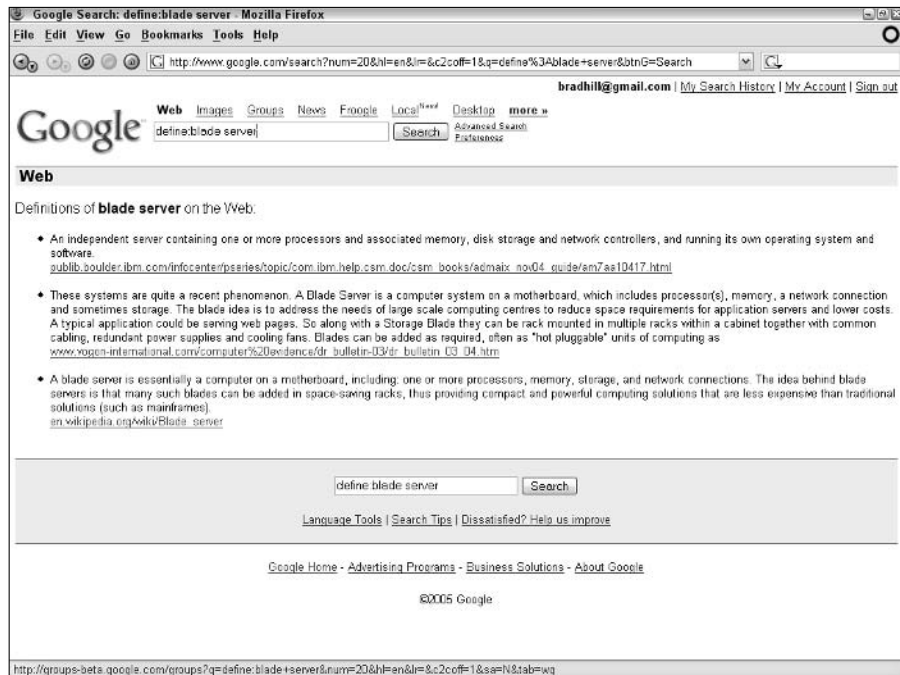 Google Search: define:blade server - Mozilla Firefox
File Edit View Go Bookmarks Tools Help
http://www.google.com/search?num=20&hl=en&lr=&c2coff=1&q=define%3Ablade+server&btnG=Search
bradhill@gmail.com | My Search History | My Account | Sign out
Google
Web Images Groups News Froogle Local New! Desktop more »
define:blade server Search Advanced Search
Preferences
Web
Definitions of blade server on the Web:
An independent server containing one or more processors and associated memory, disk storage and network controllers, and running its own operating system and
software.
publib.boulder.ibm.com/infocenter/pseries/topic/com.ibm.help.csm.doc/csm_books/admaix_nov04_guide/am7aa10417.html
These systems are quite a recent phenomenon. A Blade Server is a computer system on a motherboard, which includes processor(s), memory, a network connection
and sometimes storage. The blade idea is to address the needs of large scale computing centres to reduce space requirements for application servers and lower costs.
A typical application could be serving web pages. So along with a Storage Blade they can be rack mounted in multiple racks within a cabinet together with common
cabling, redundant power supplies and cooling fans. Blades can be added as required, often as "hot pluggable" units of computing as
www.vogon-international.com/computer%20evidence/dr_bulletin-03/dr_bulletin_03_04.htm
A blade server is essentially a computer on a motherboard, including: one or more processors, memory, storage, and network connections. The idea behind blade
servers is that many such blades can be added in space-saving racks, thus providing compact and powerful computing solutions that are less expensive than traditional
solutions (such as mainframes).
en.wikipedia.org/wiki/Blade_server
define:blade server Search
Language Tools | Search Tips | Dissatisfied? Help us improve
Google Home - Advertising Programs - Business Solutions - About Google
©2005 Google
http://groups-beta.google.com/groups?q=define:blade+server&num=20&hl=en&lr=&c2coff=1&sa=N&tab=wg